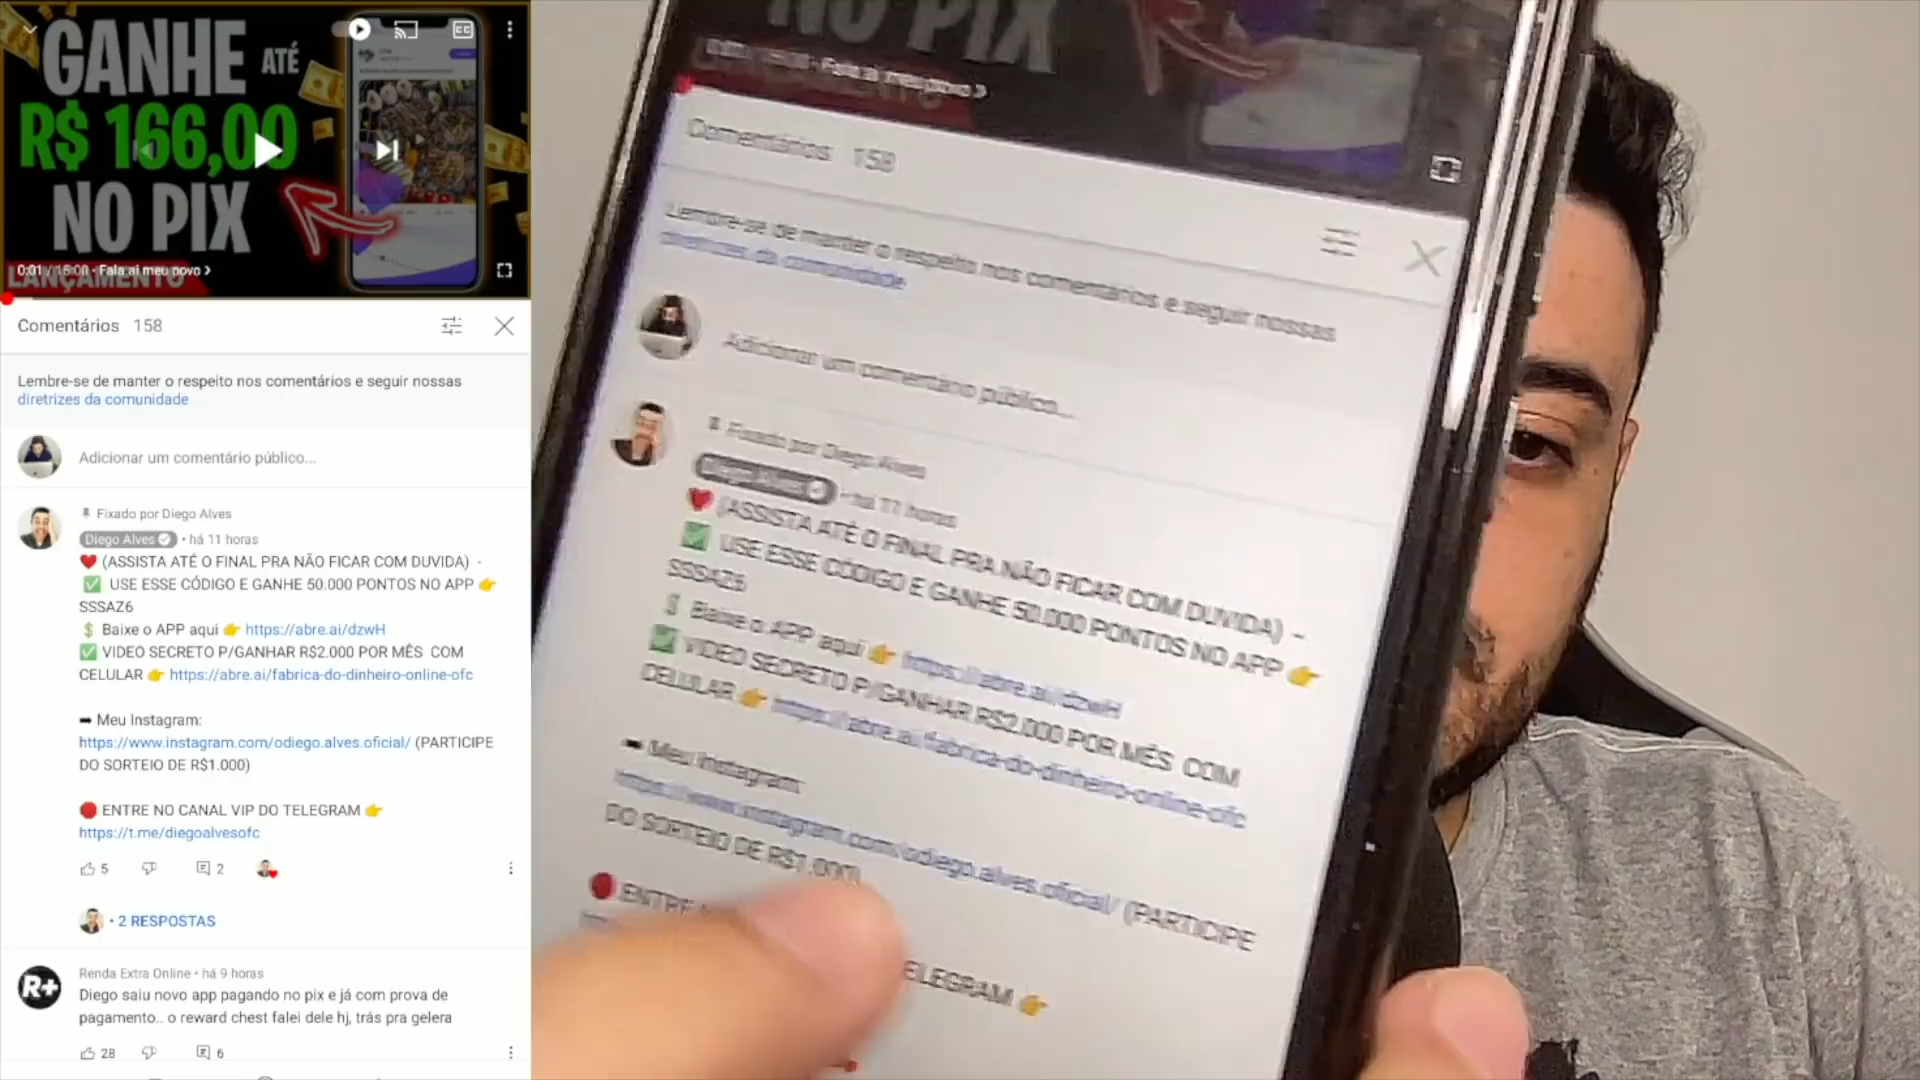 GANHE ATÉ
R$ 166,00
NO PIX
0:01 / 15:00 · Fala aí meu povo >
LANÇAMENTO
Comentários 158
Lembre-se de manter o respeito nos comentários e seguir nossas
diretrizes da comunidade
Adicionar um comentário público...
Fixado por Diego Alves
Diego Alves • há 11 horas
❤️ (ASSISTA ATÉ O FINAL PRA NÃO FICAR COM DUVIDA) -
✅ USE ESSE CÓDIGO E GANHE 50.000 PONTOS NO APP 👉
SSSAZ6
💲 Baixe o APP aqui 👉 https://abre.ai/dzwH
✅ VIDEO SECRETO P/GANHAR R$2.000 POR MÊS COM
CELULAR 👉 https://abre.ai/fabrica-do-dinheiro-online-ofc
➡ Meu Instagram:
https://www.instagram.com/odiego.alves.oficial/ (PARTICIPE
DO SORTEIO DE R$1.000)
🛑 ENTRE NO CANAL VIP DO TELEGRAM 👉
https://t.me/diegoalvesofc
5 2
• 2 RESPOSTAS
R+
Renda Extra Online • há 9 horas
Diego saiu novo app pagando no pix e já com prova de
pagamento.. o reward chest falei dele hj, trás pra gelera
28 6
NO PIX
Fala aí meu povo >
Comentários 158
Lembre-se de manter o respeito nos comentários e seguir nossas
diretrizes da comunidade
Adicionar um comentário público...
Fixado por Diego Alves
Diego Alves - há 11 horas
❤️ (ASSISTA ATÉ O FINAL PRA NÃO FICAR COM DUVIDA) -
✅ USE ESSE CÓDIGO E GANHE 50.000 PONTOS NO APP 👉
SSSAZ6
💲 Baixe o APP aqui 👉 https://abre.ai/dzwH
✅ VIDEO SECRETO P/GANHAR R$2.000 POR MÊS COM
CELULAR 👉 https://abre.ai/fabrica-do-dinheiro-online-ofc
➡ Meu Instagram:
https://www.instagram.com/odiego.alves.oficial/ (PARTICIPE
DO SORTEIO DE R$1.000)
🛑 ENTRE
ELEGRAM 👉